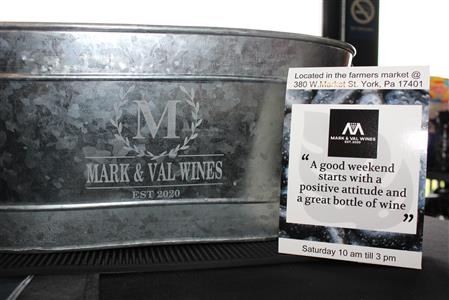 M
MARK & VAL WINES
EST 2020
Located in the farmers market @
380 W Market St. York, Pa 17401
M
MARK & VAL WINES
EST. 2020
“A good weekend
starts with a
positive attitude and
a great bottle of wine”
Saturday 10 am till 3 pm